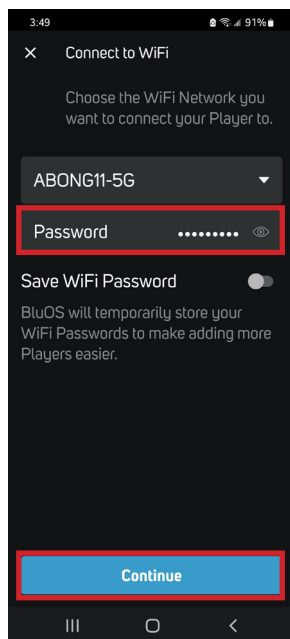 3:49 91%
Connect to WiFi
Choose the WiFi Network you
want to connect your Player to.
ABONG11-5G
Password •••••••••
Save WiFi Password
BluOS will temporarily store your
WiFi Passwords to make adding more
Players easier.
Continue